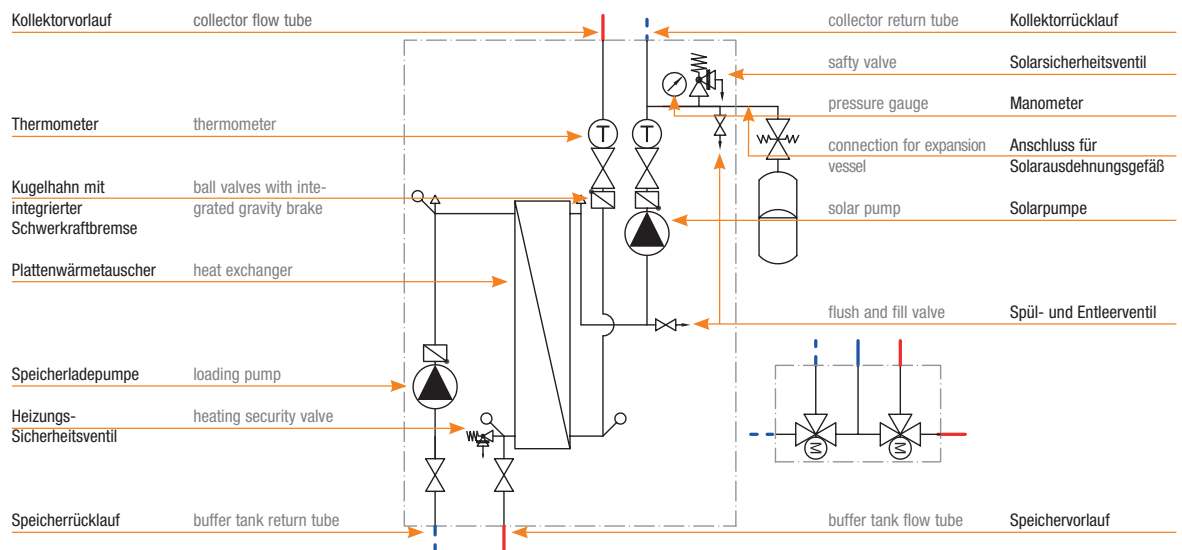 Kollektorvorlauf collector flow tube
Thermometer thermometer
Kugelhahn mit ball valves with inte-
integrierter grated gravity brake
Schwerkraftbremse
Plattenwärmetauscher heat exchanger
Speicherladepumpe loading pump
Heizungs- heating security valve
Sicherheitsventil
Speicherrücklauf buffer tank return tube
T T
collector return tube Kollektorrücklauf
safty valve Solarsicherheitsventil
pressure gauge Manometer
connection for expansion Anschluss für
vessel Solarausdehnungsgefäß
solar pump Solarpumpe
flush and fill valve Spül- und Entleerventil
M M
buffer tank flow tube Speichervorlauf